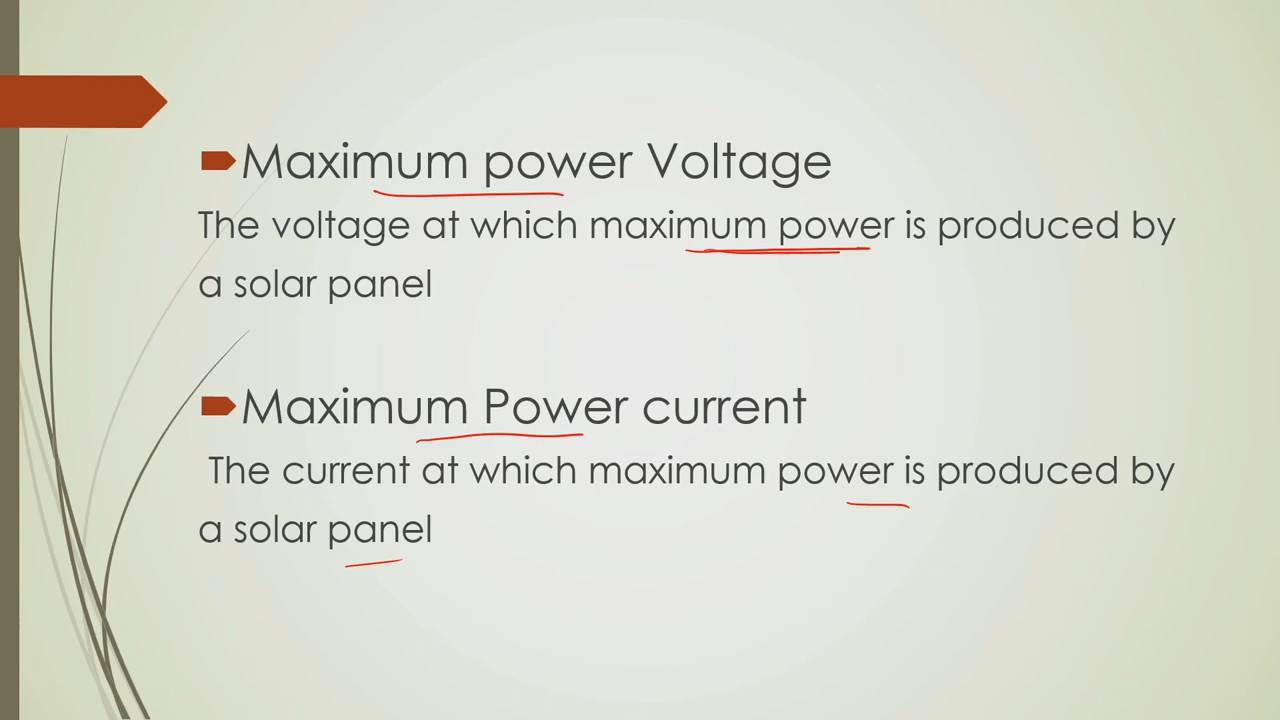 Maximum power Voltage
The voltage at which maximum power is produced by
a solar panel
Maximum Power current
The current at which maximum power is produced by
a solar panel